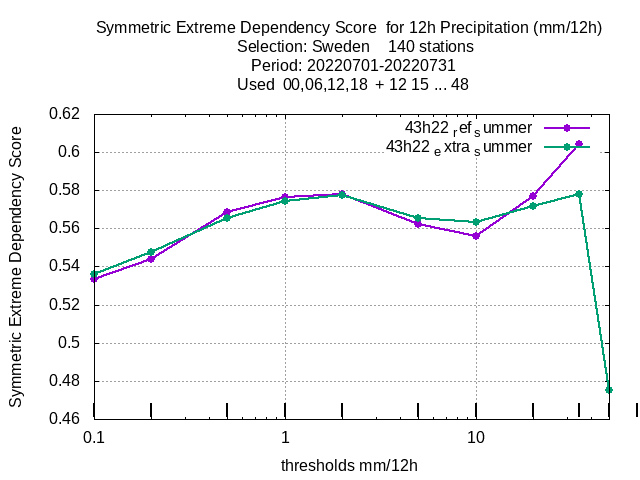 Symmetric Extreme Dependency Score  for 12h Precipitation (mm/12h)
Selection: Sweden    140 stations
Period: 20220701-20220731
Used  00,06,12,18  + 12 15 ... 48
0.62
0.6
0.58
0.56
0.54
0.52
0.5
0.48
0.46
Symmetric Extreme Dependency Score
43h22 ref summer
43h22 extra summer
0.1
1
10
thresholds mm/12h